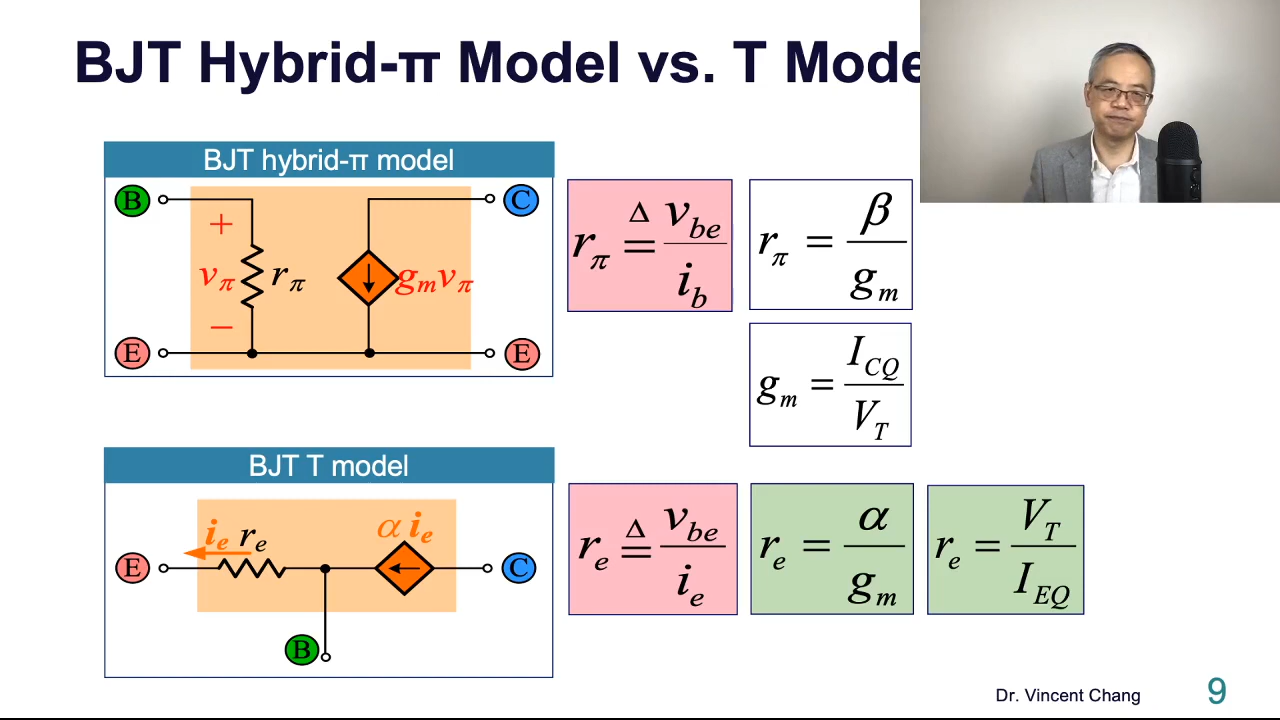 BJT Hybrid-π Model vs. T Mode
BJT hybrid-π model
B
C
+
vπ
rπ
gmvπ
−
E
E
rπ ≜ vbe / ib
rπ = β / gm
gm = ICQ / VT
BJT T model
ie re
α ie
E
C
B
re ≜ vbe / ie
re = α / gm
re = VT / IEQ
Dr. Vincent Chang
9